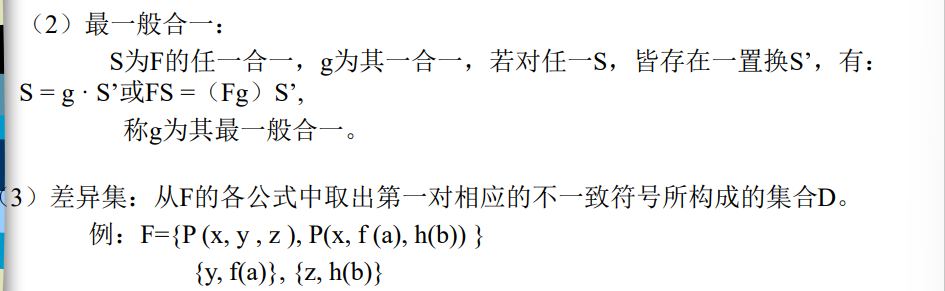 （2）最一般合一：
S为F的任一合一，g为其一合一，若对任一S，皆存在一置换S’，有：
S = g · S’或FS =（Fg）S’,
称g为其最一般合一。
（3）差异集：从F的各公式中取出第一对相应的不一致符号所构成的集合D。
例：F={P (x, y , z ), P(x, f (a), h(b)) }
{y, f(a)}, {z, h(b)}